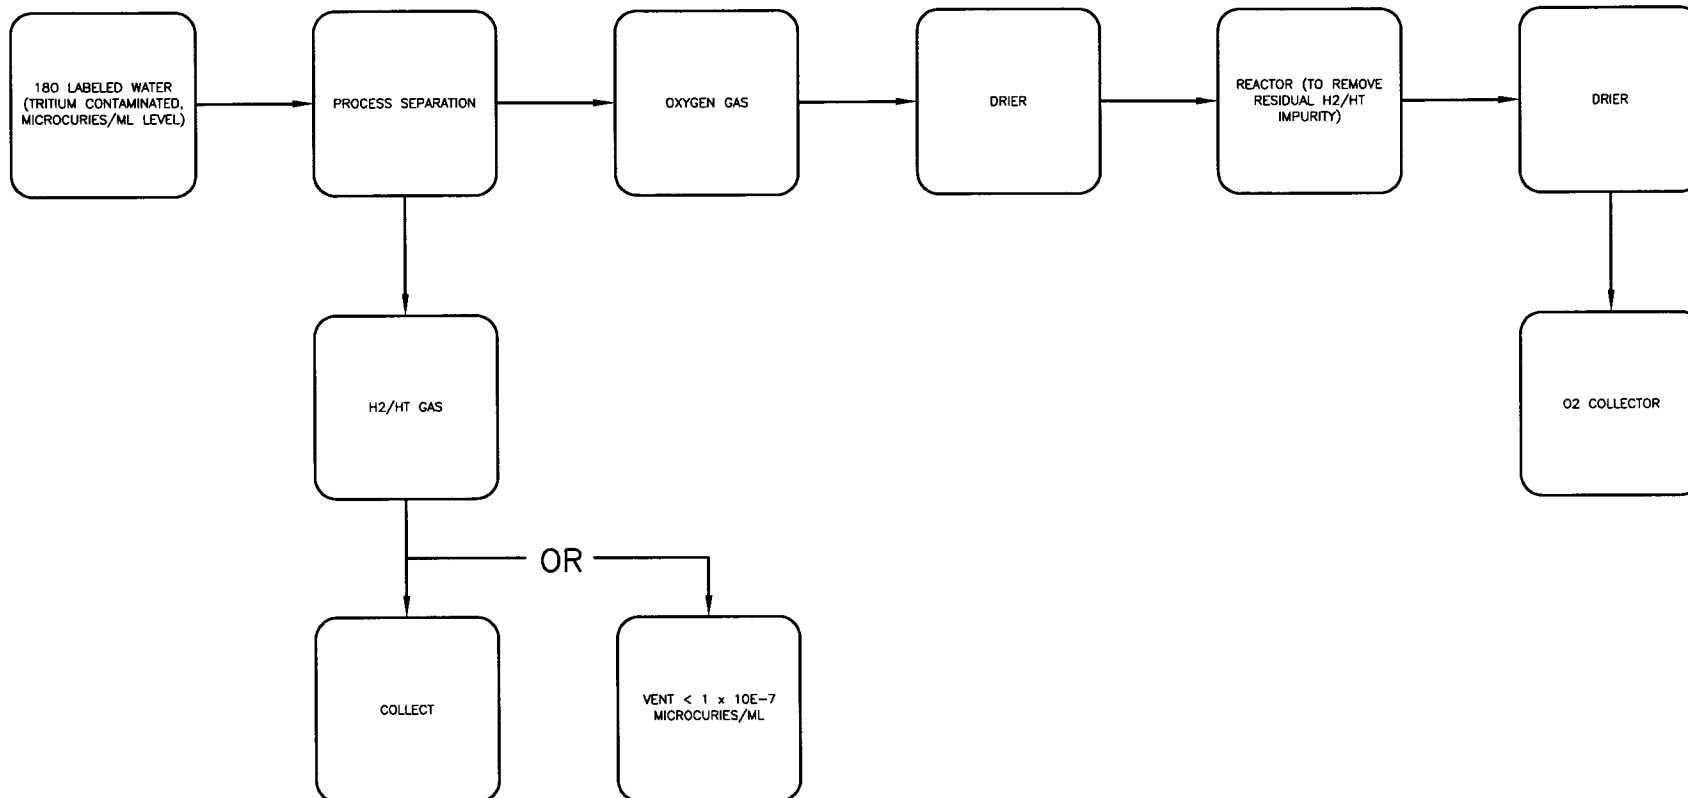 180 LABELED WATER
(TRITIUM CONTAMINATED,
MICROCURIES/ML LEVEL)
PROCESS SEPARATION
OXYGEN GAS
DRIER
REACTOR (TO REMOVE
RESIDUAL H2/HT
IMPURITY)
DRIER
H2/HT GAS
O2 COLLECTOR
OR
COLLECT
VENT < 1 x 10E-7
MICROCURIES/ML